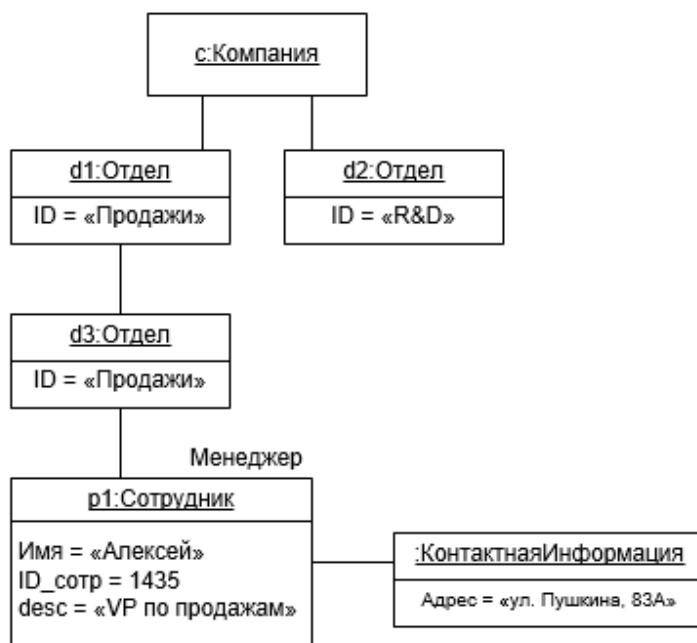 c:Компания
d1:Отдел
ID = «Продажи»
d2:Отдел
ID = «R&D»
d3:Отдел
ID = «Продажи»
Менеджер
p1:Сотрудник
Имя = «Алексей»
ID_сотр = 1435
desc = «VP по продажам»
:КонтактнаяИнформация
Адрес = «ул. Пушкина, 83А»